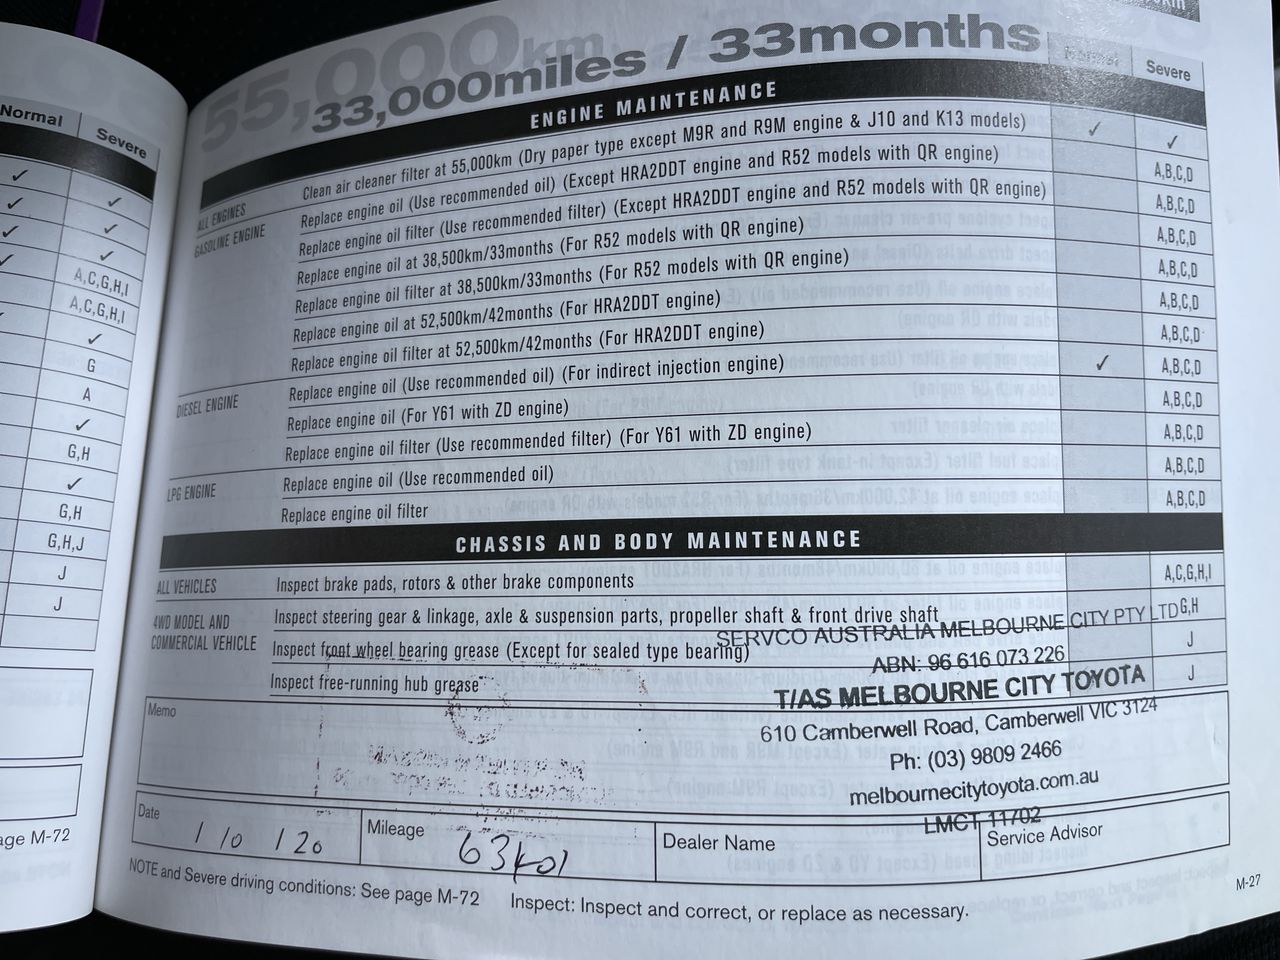 55,000km
33,000miles / 33months
Normal Severe
Severe
ENGINE MAINTENANCE
ALL ENGINES Clean air cleaner filter at 55,000km (Dry paper type except M9R and R9M engine & J10 and K13 models) ✓ ✓
GASOLINE ENGINE Replace engine oil (Use recommended oil) (Except HRA2DDT engine and R52 models with QR engine) A,B,C,D
Replace engine oil filter (Use recommended filter) (Except HRA2DDT engine and R52 models with QR engine) A,B,C,D
Replace engine oil at 38,500km/33months (For R52 models with QR engine) A,B,C,D
Replace engine oil filter at 38,500km/33months (For R52 models with QR engine) A,B,C,D
Replace engine oil at 52,500km/42months (For HRA2DDT engine) A,B,C,D
Replace engine oil filter at 52,500km/42months (For HRA2DDT engine) A,B,C,D
DIESEL ENGINE Replace engine oil (Use recommended oil) (For indirect injection engine) ✓ A,B,C,D
Replace engine oil (For Y61 with ZD engine) A,B,C,D
Replace engine oil filter (Use recommended filter) (For Y61 with ZD engine) A,B,C,D
LPG ENGINE Replace engine oil (Use recommended oil) A,B,C,D
Replace engine oil filter A,B,C,D
CHASSIS AND BODY MAINTENANCE
ALL VEHICLES Inspect brake pads, rotors & other brake components A,C,G,H,I
4WD MODEL AND COMMERCIAL VEHICLE Inspect steering gear & linkage, axle & suspension parts, propeller shaft & front drive shaft G,H
Inspect front wheel bearing grease (Except for sealed type bearing) J
Inspect free-running hub grease J
SERVCO AUSTRALIA MELBOURNE CITY PTY LTD
ABN: 96 616 073 226
T/AS MELBOURNE CITY TOYOTA
610 Camberwell Road, Camberwell VIC 3124
Ph: (03) 9809 2466
melbournecitytoyota.com.au
LMCT 11702
Memo
Date 1 10 120
Mileage 63401
Dealer Name
Service Advisor
NOTE and Severe driving conditions: See page M-72 Inspect: Inspect and correct, or replace as necessary.
M-27
Normal Severe
✓ ✓
✓ ✓
✓ ✓
✓ A,C,G,H,I
A,C,G,H,I
✓
G
A
✓
G,H
✓
G,H
G,H,J
J
J
age M-72